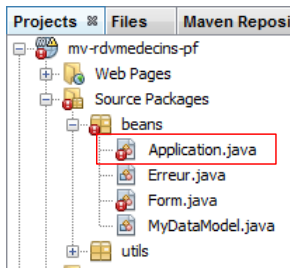 Projects Files Maven Reposi
mv-rdvmedecins-pf
Web Pages
Source Packages
beans
Application.java
Erreur.java
Form.java
MyDataModel.java
utils